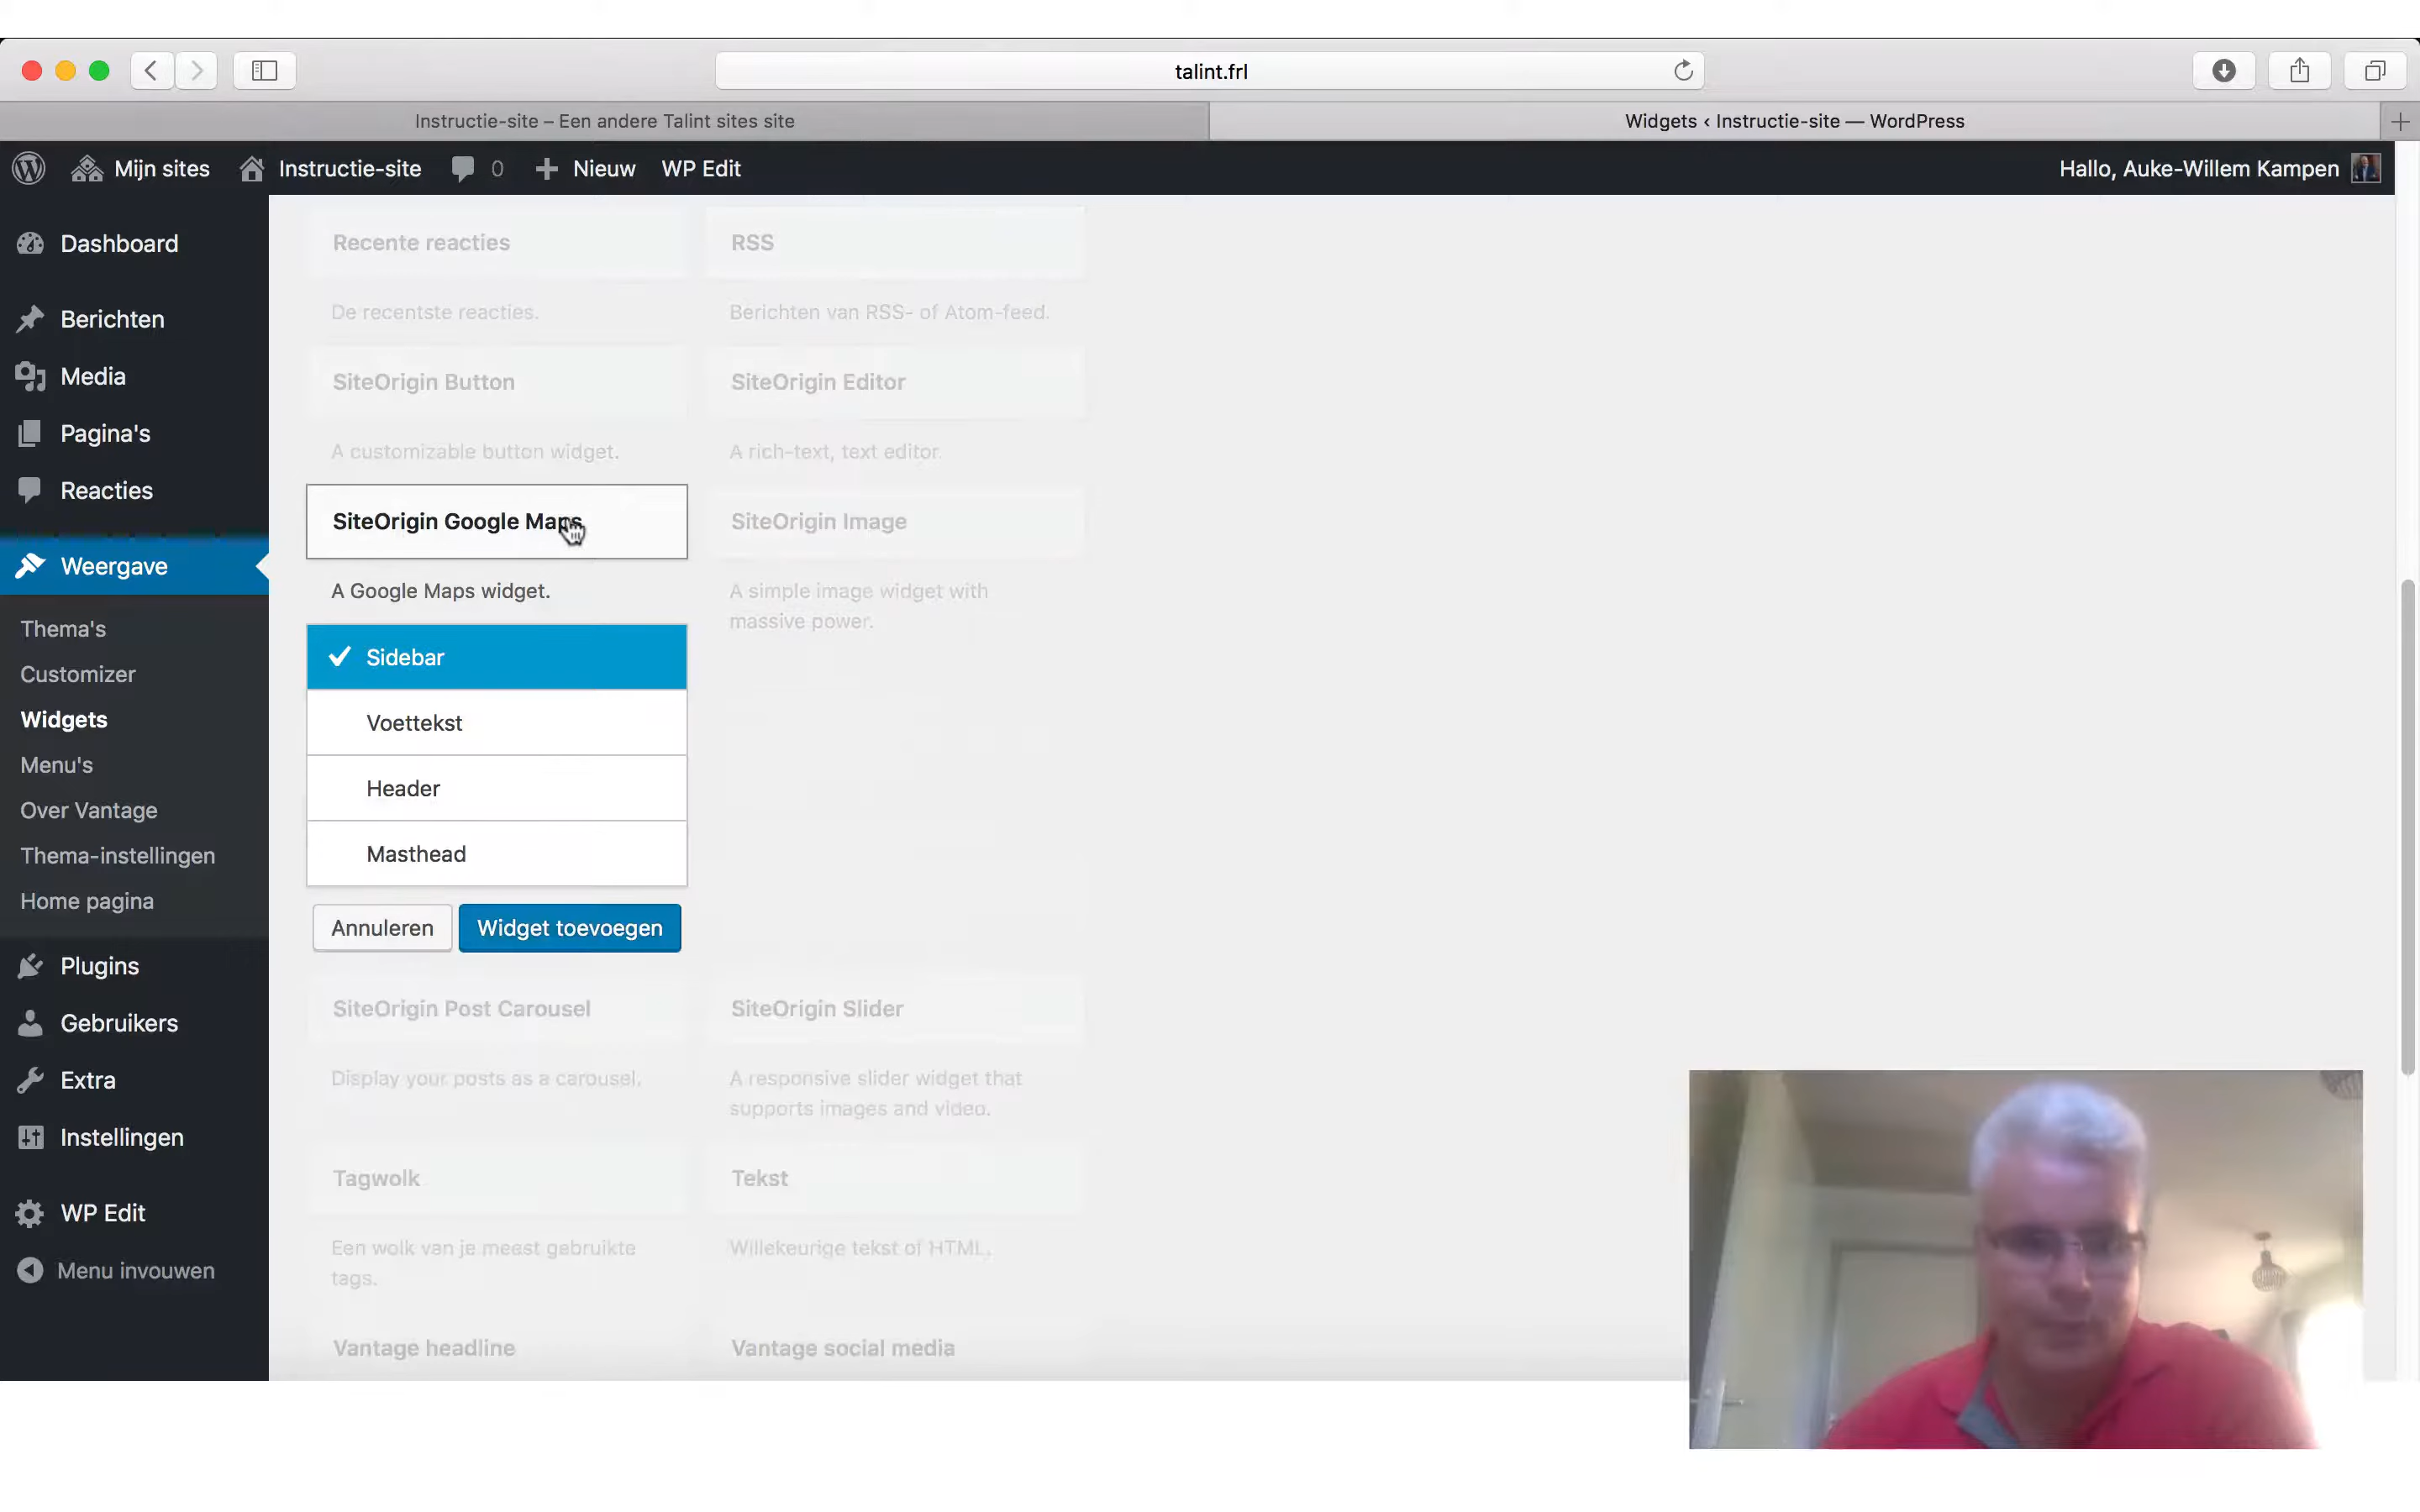 talint.frl
Instructie-site – Een andere Talint sites site
Widgets ‹ Instructie-site — WordPress
Mijn sites
Instructie-site
0
Nieuw
WP Edit
Hallo, Auke-Willem Kampen
Dashboard
Berichten
Media
Pagina's
Reacties
Weergave
Thema's
Customizer
Widgets
Menu's
Over Vantage
Thema-instellingen
Home pagina
Plugins
Gebruikers
Extra
Instellingen
WP Edit
Menu invouwen
Recente reacties
De recentste reacties.
RSS
Berichten van RSS- of Atom-feed.
SiteOrigin Button
A customizable button widget.
SiteOrigin Editor
A rich-text, text editor.
SiteOrigin Google Maps
A Google Maps widget.
SiteOrigin Image
A simple image widget with
massive power.
Sidebar
Voettekst
Header
Masthead
Annuleren
Widget toevoegen
SiteOrigin Post Carousel
Display your posts as a carousel.
SiteOrigin Slider
A responsive slider widget that
supports images and video.
Tagwolk
Een wolk van je meest gebruikte
tags.
Tekst
Willekeurige tekst of HTML.
Vantage headline
Vantage social media